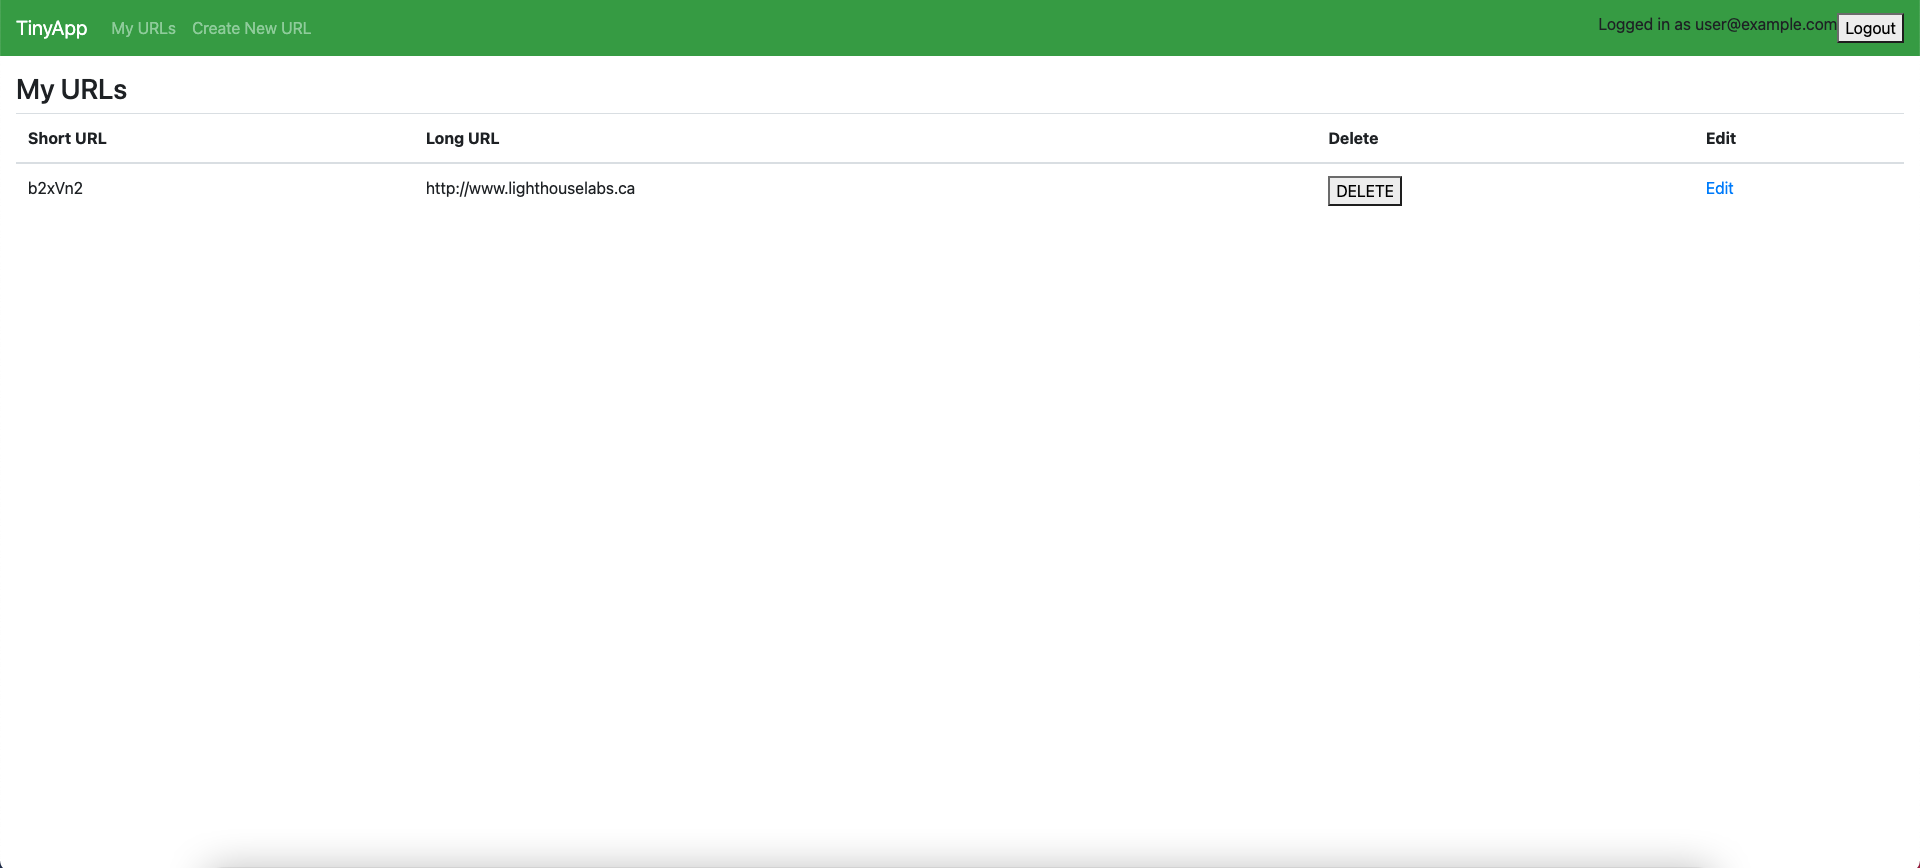 TinyApp My URLs Create New URL Logged in as user@example.com Logout
My URLs
Short URL Long URL Delete Edit
b2xVn2 http://www.lighthouselabs.ca DELETE Edit